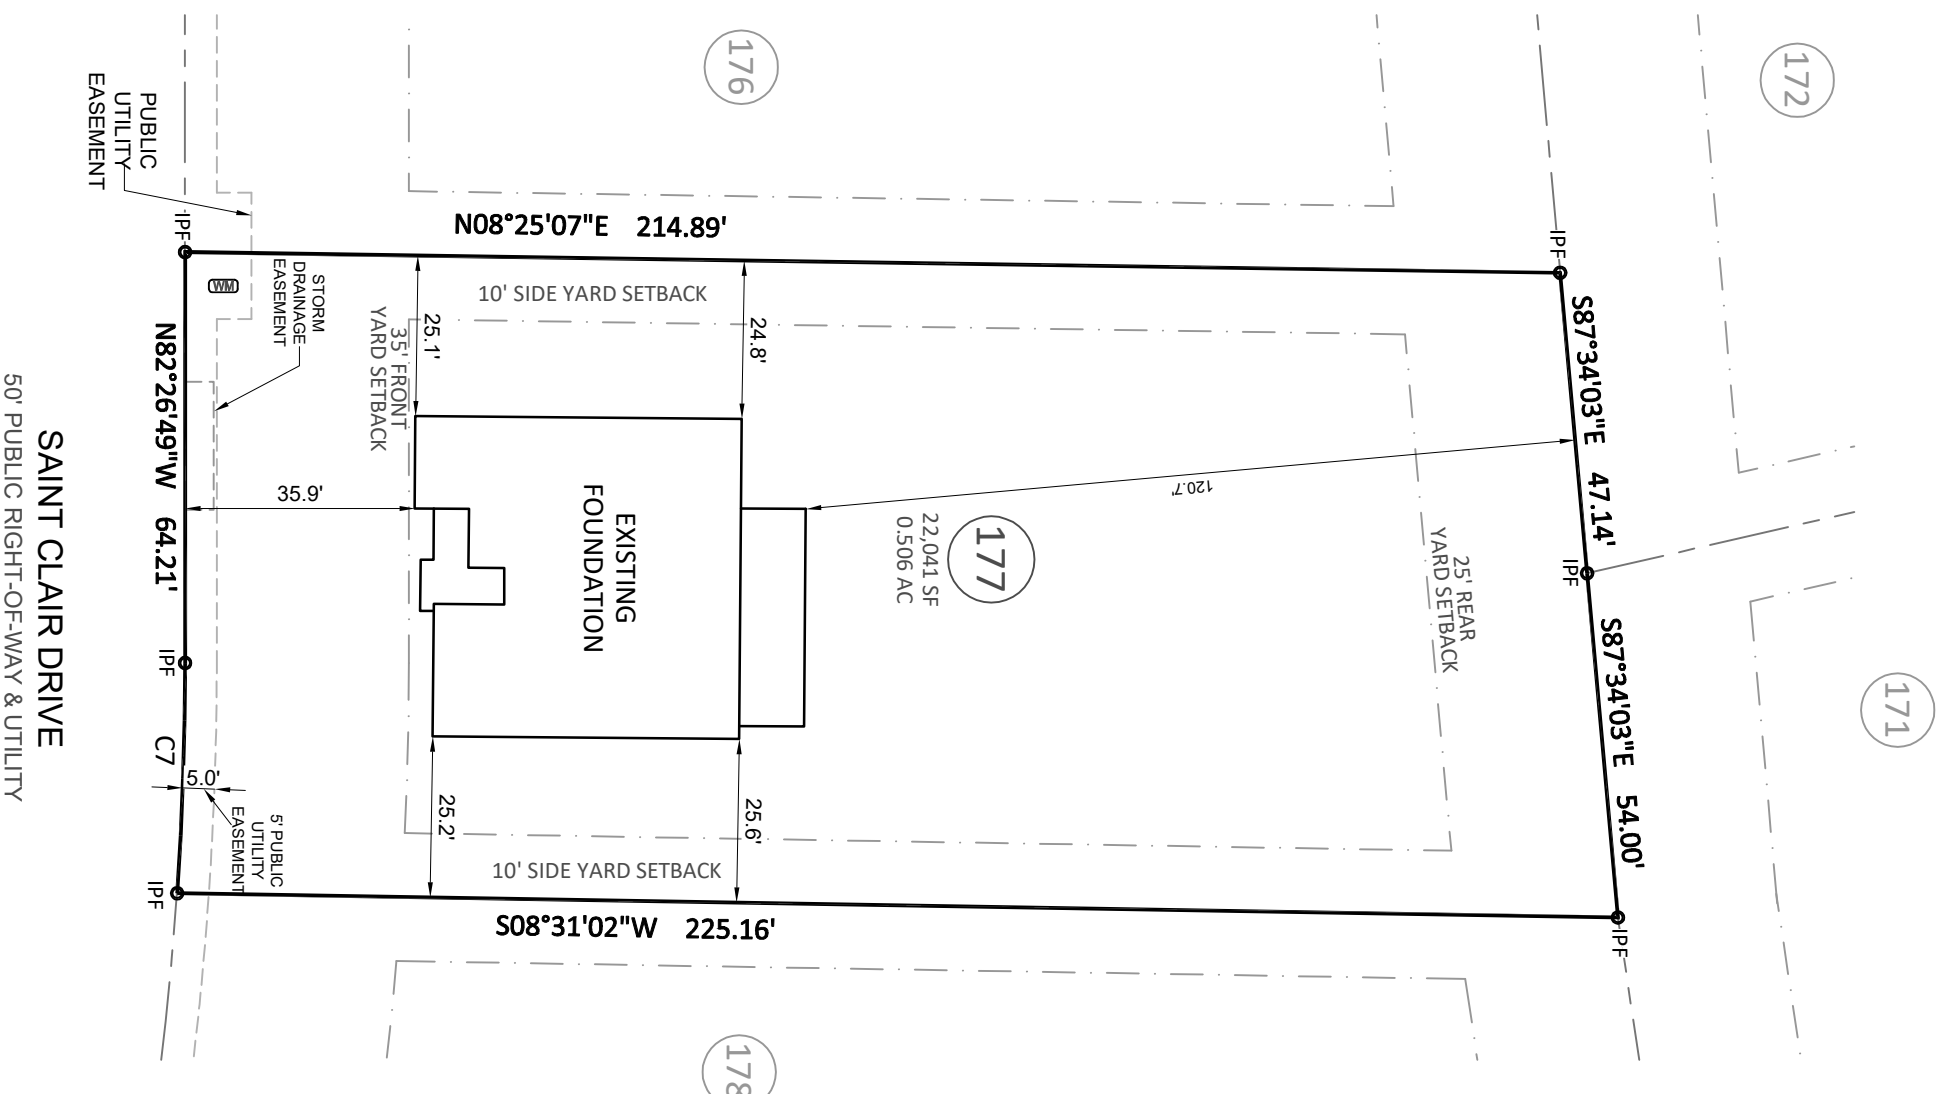 176
172
PUBLIC
UTILITY
EASEMENT
IPF
N08°25'07"E 214.89'
IPF
WM
STORM
DRAINAGE
EASEMENT
10' SIDE YARD SETBACK
35' FRONT
YARD SETBACK
25.1'
24.8'
S87°34'03"E 47.14'
N82°26'49"W 64.21'
35.9'
EXISTING
FOUNDATION
177
22,041 SF
0.506 AC
120.7'
25' REAR
YARD SETBACK
IPF
S87°34'03"E 54.00'
171
SAINT CLAIR DRIVE
50' PUBLIC RIGHT-OF-WAY & UTILITY
IPF
C7
5.0'
5' PUBLIC
UTILITY
EASEMENT
25.2'
25.6'
10' SIDE YARD SETBACK
IPF
S08°31'02"W 225.16'
IPF
178